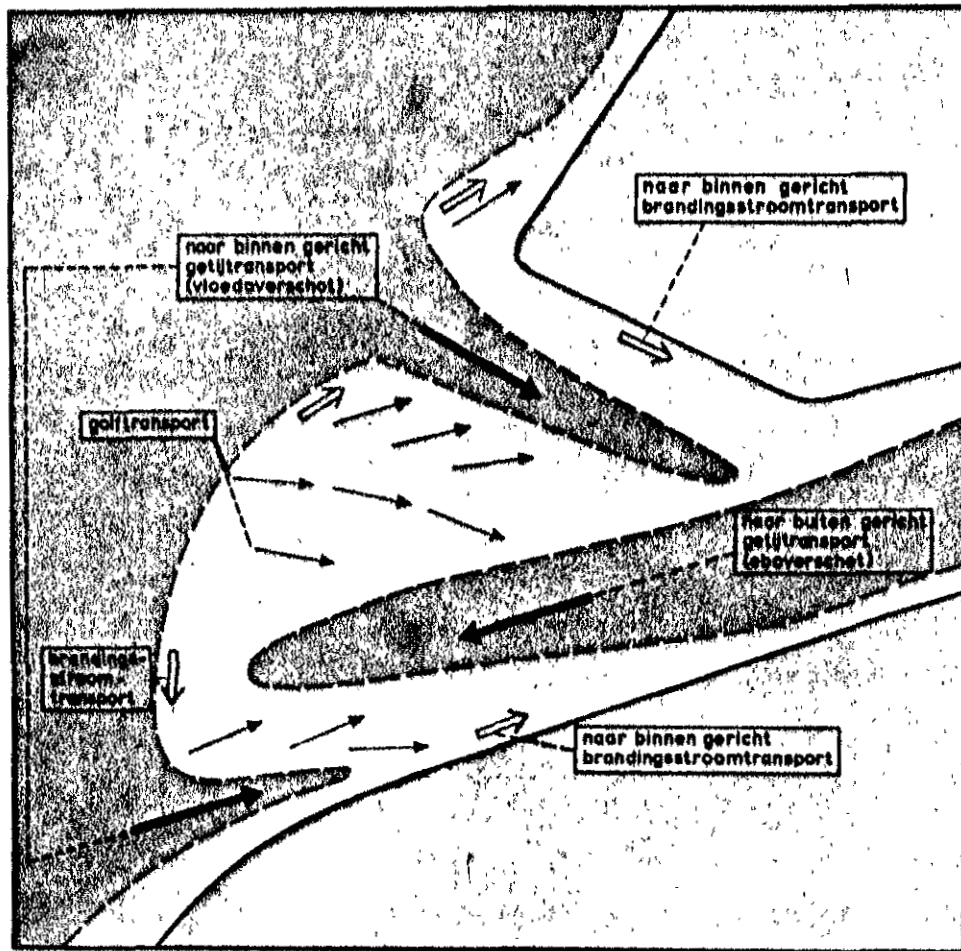 naar binnen gericht
brandingsstroomtransport
naar binnen gericht
getijtransport
(vloedoverschot)
golftransport
naar buiten gericht
getijtransport
(eboverschot)
brandings-
stroom-
transport
naar binnen gericht
brandingsstroomtransport